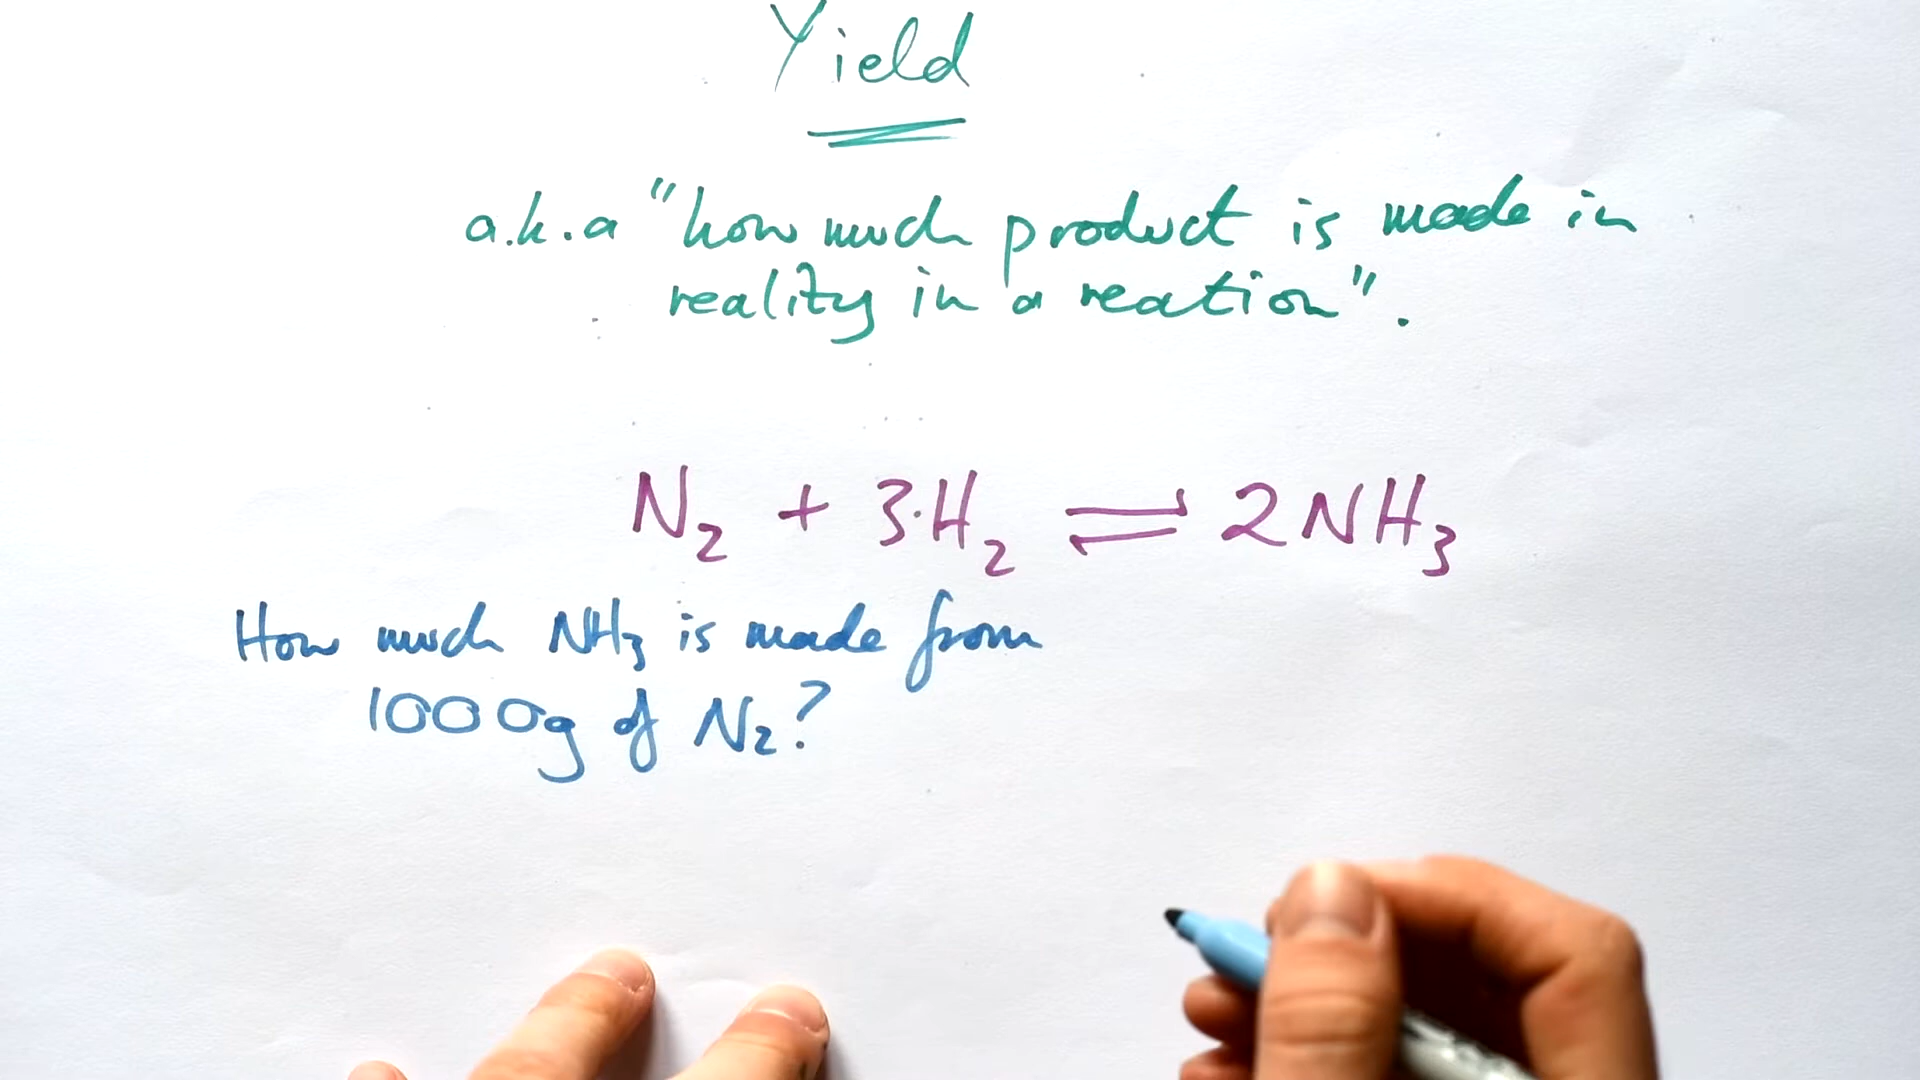 Yield
a.k.a "how much product is made in
reality in a reation".
N₂ + 3·H₂ ⇌ 2NH₃
How much NH₃ is made from
1000g of N₂?